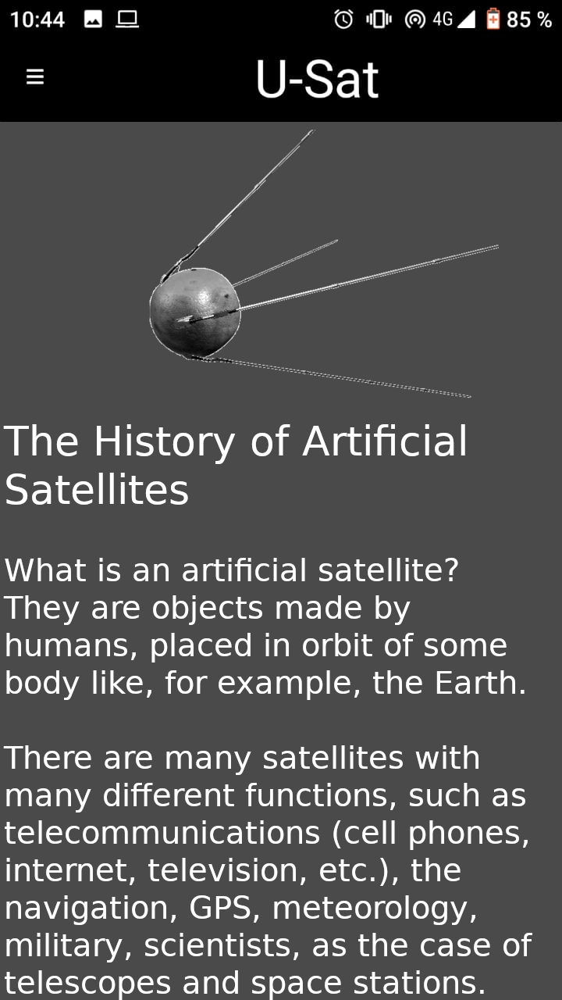 10:44 4G 85 %
U-Sat
The History of Artificial
Satellites
What is an artificial satellite?
They are objects made by
humans, placed in orbit of some
body like, for example, the Earth.
There are many satellites with
many different functions, such as
telecommunications (cell phones,
internet, television, etc.), the
navigation, GPS, meteorology,
military, scientists, as the case of
telescopes and space stations.